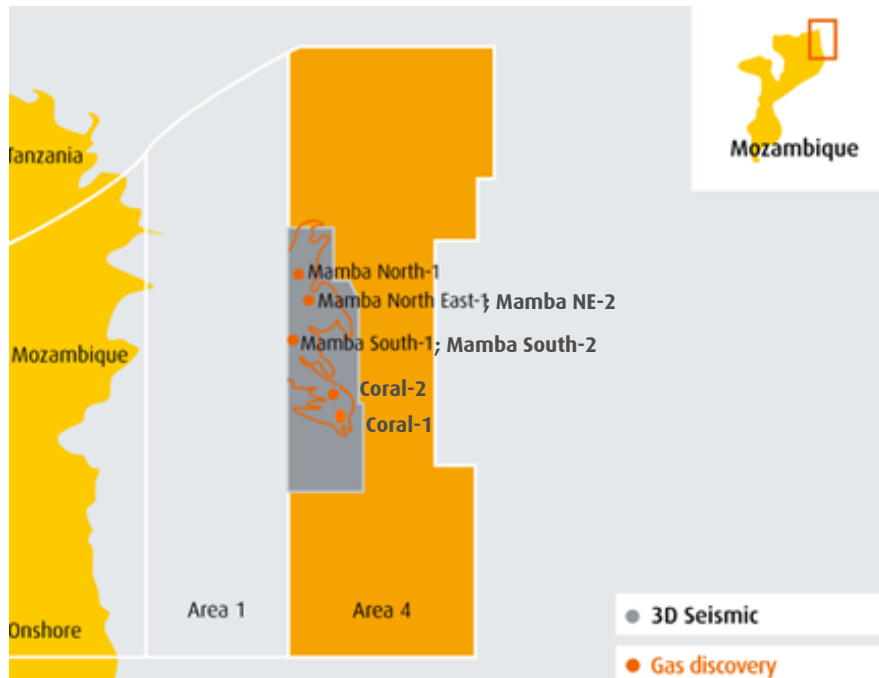 Mozambique
Tanzania
Mamba North-1
Mamba North East-1; Mamba NE-2
Mamba South-1; Mamba South-2
Mozambique
Coral-2
Coral-1
Area 1
Area 4
Onshore
3D Seismic
Gas discovery